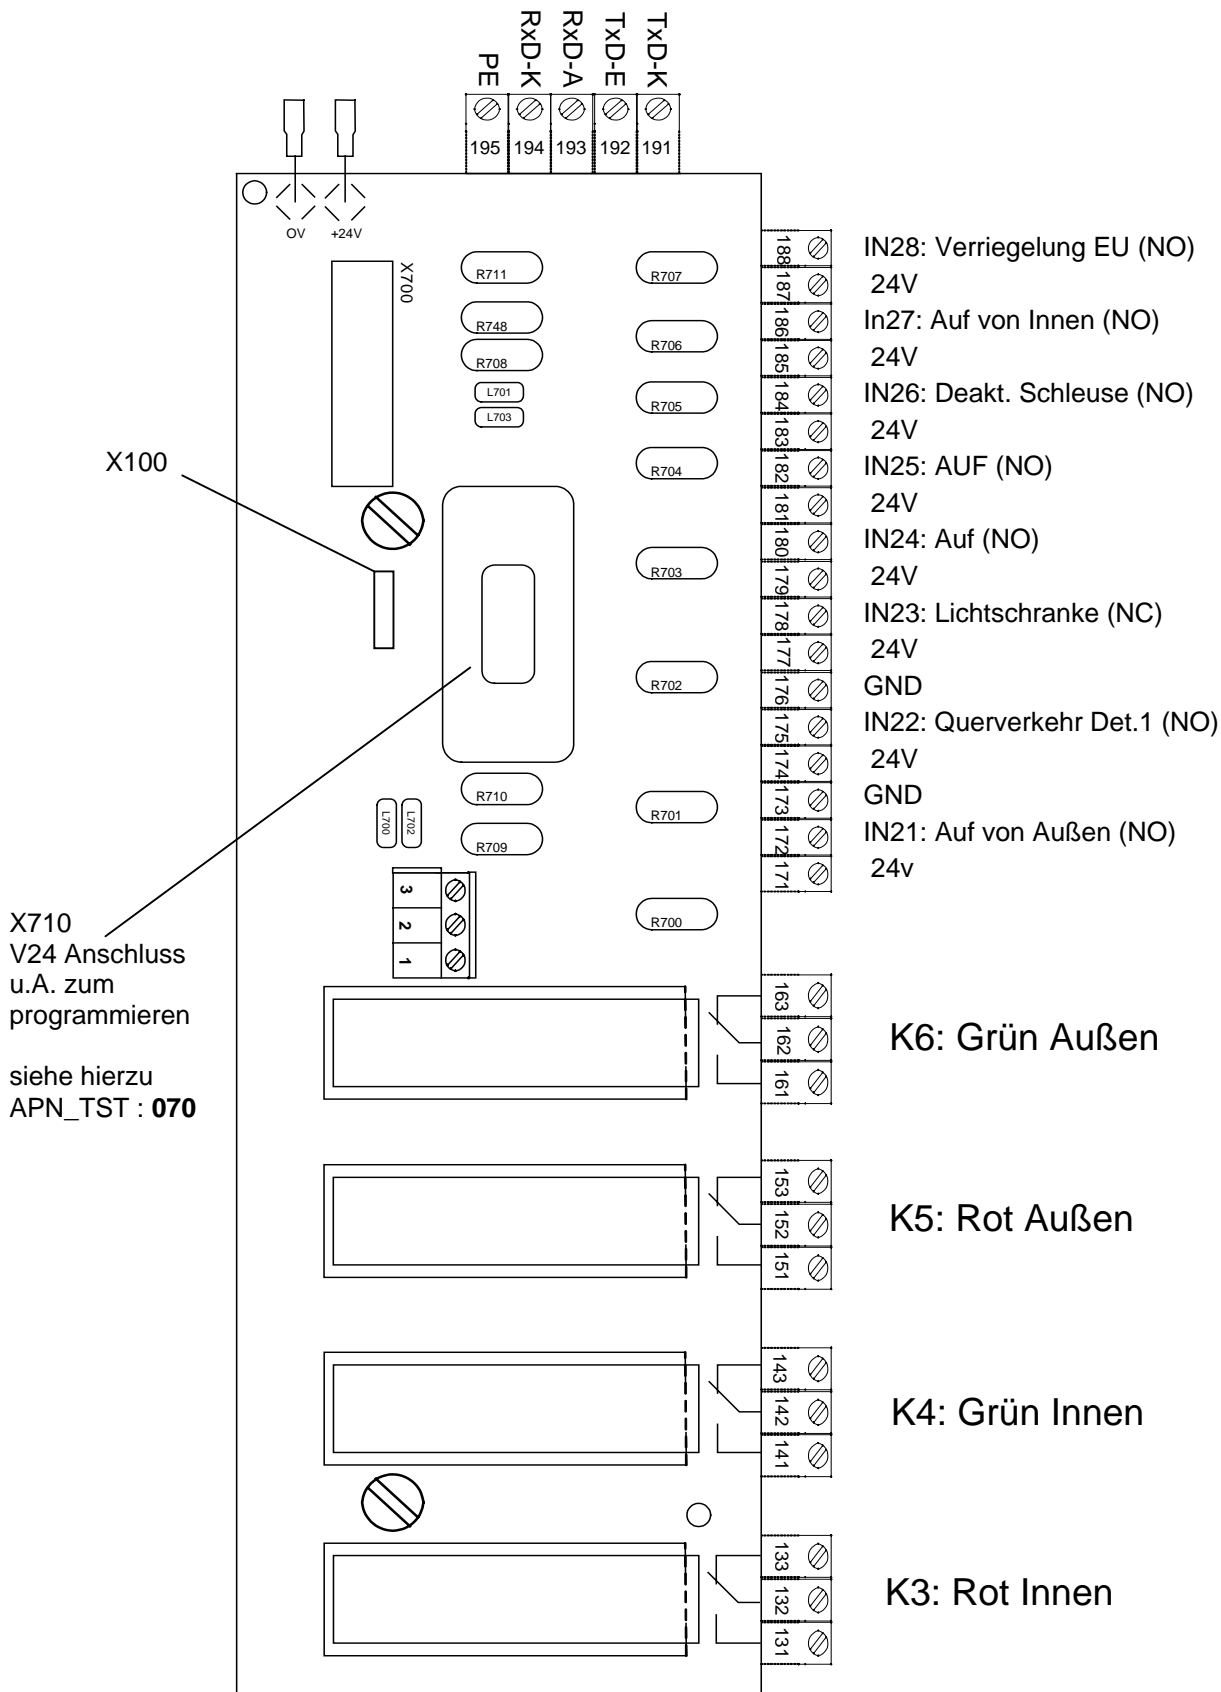 PE
RxD-K
RxD-A
TxD-E
TxD-K
195
194
193
192
191
OV
+24V
X700
R711
R707
R748
R706
R708
L701
R705
L703
R704
X100
R703
R702
R710
R701
L700
L702
R709
R700
3
2
1
188
IN28: Verriegelung EU (NO)
187
24V
186
In27: Auf von Innen (NO)
185
24V
184
IN26: Deakt. Schleuse (NO)
183
24V
182
IN25: AUF (NO)
181
24V
180
IN24: Auf (NO)
179
24V
178
IN23: Lichtschranke (NC)
177
24V
176
GND
175
IN22: Querverkehr Det.1 (NO)
174
24V
173
GND
172
IN21: Auf von Außen (NO)
171
24v
X710
V24 Anschluss
u.A. zum
programmieren
siehe hierzu
APN_TST : 070
163
162
161
K6: Grün Außen
153
152
151
K5: Rot Außen
143
142
141
K4: Grün Innen
133
132
131
K3: Rot Innen